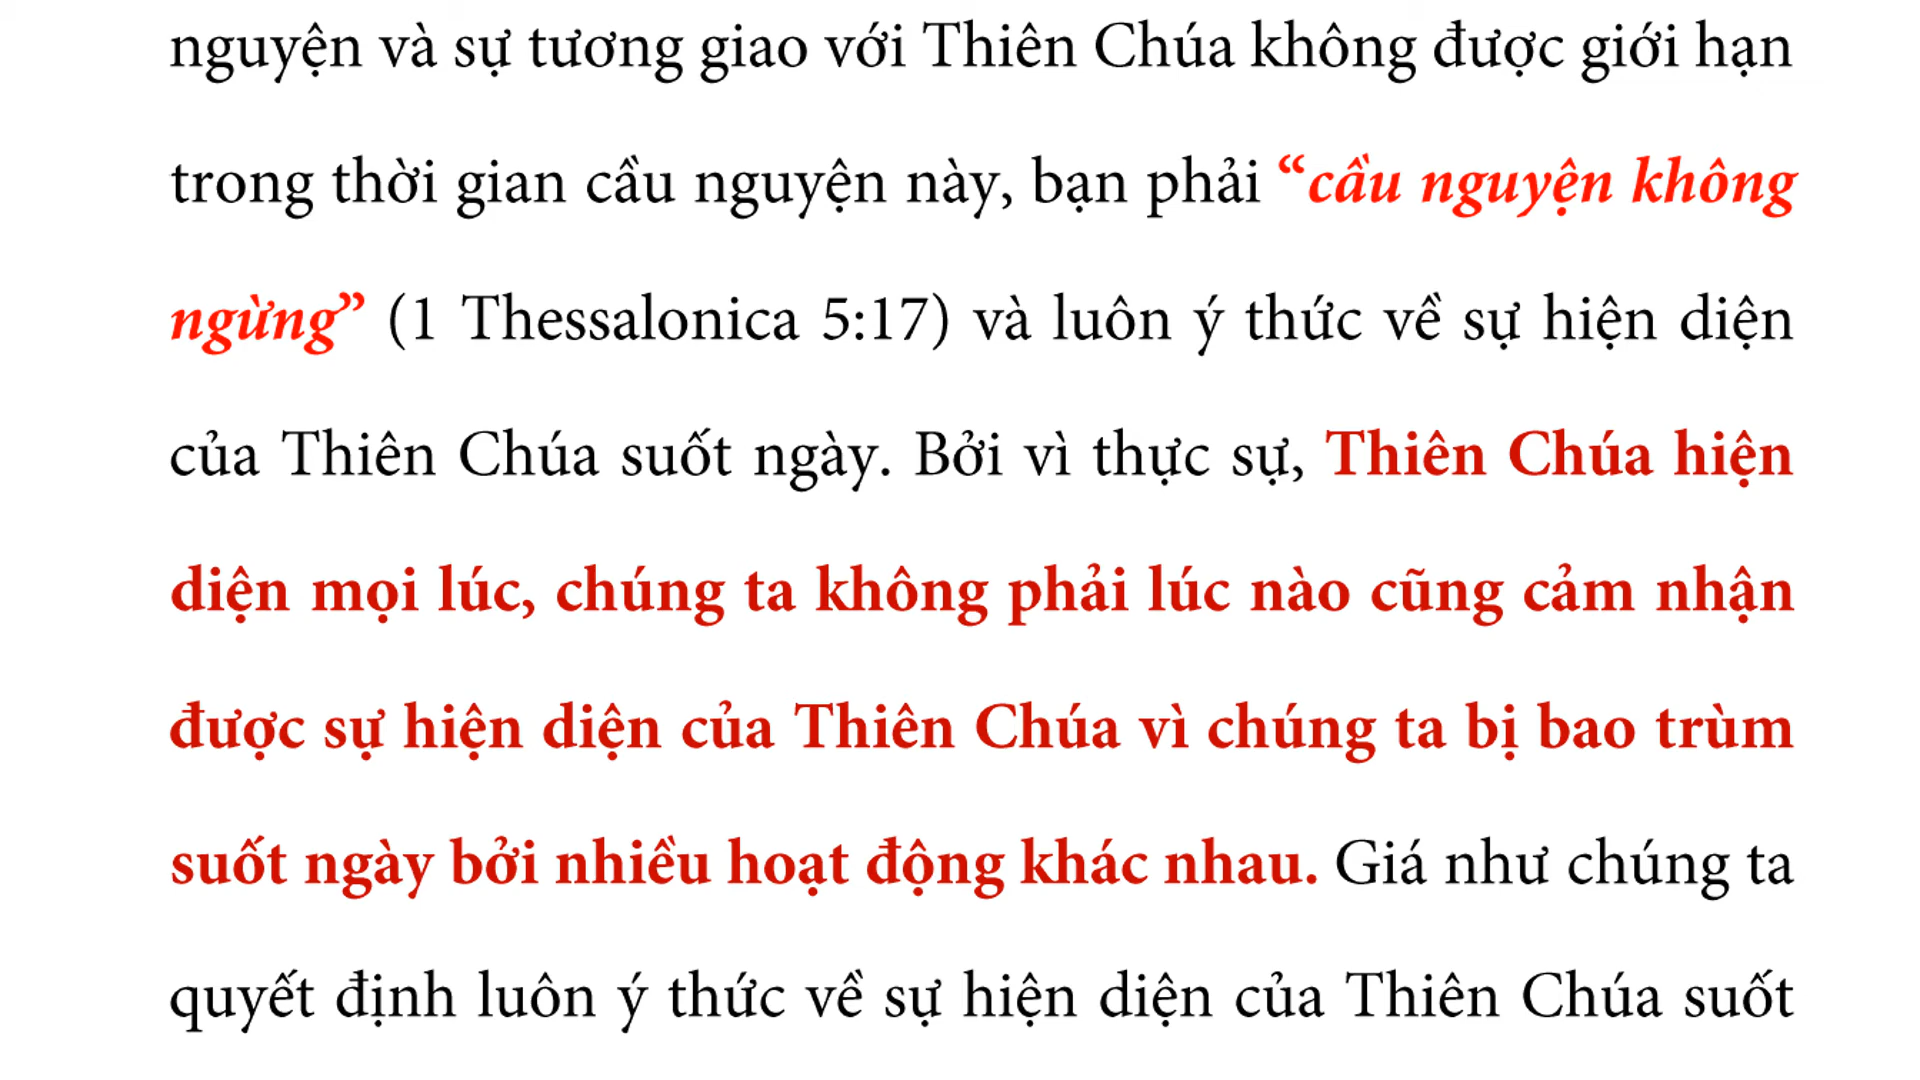 nguyện và sự tương giao với Thiên Chúa không được giới hạn
trong thời gian cầu nguyện này, bạn phải “cầu nguyện không
ngừng” (1 Thessalonica 5:17) và luôn ý thức về sự hiện diện
của Thiên Chúa suốt ngày. Bởi vì thực sự, Thiên Chúa hiện
diện mọi lúc, chúng ta không phải lúc nào cũng cảm nhận
được sự hiện diện của Thiên Chúa vì chúng ta bị bao trùm
suốt ngày bởi nhiều hoạt động khác nhau. Giá như chúng ta
quyết định luôn ý thức về sự hiện diện của Thiên Chúa suốt